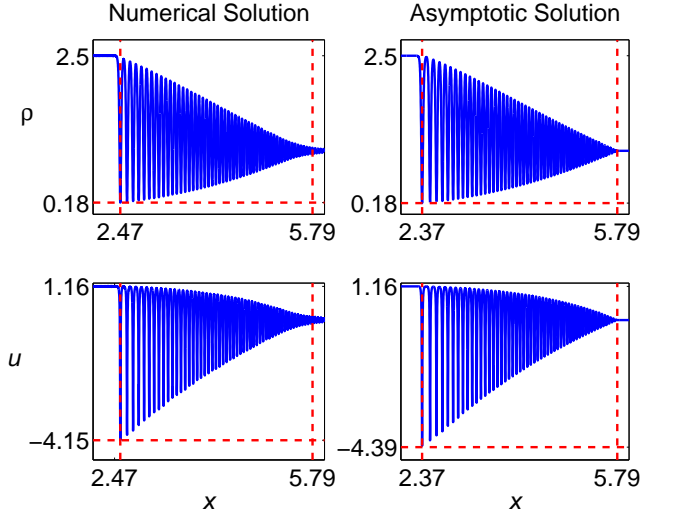 Numerical Solution Asymptotic Solution
2.5 2.5
ρ
0.18 0.18
2.47 5.79 2.37 5.79
1.16 1.16
u
−4.15 −4.39
2.47 5.79 2.37 5.79
x x